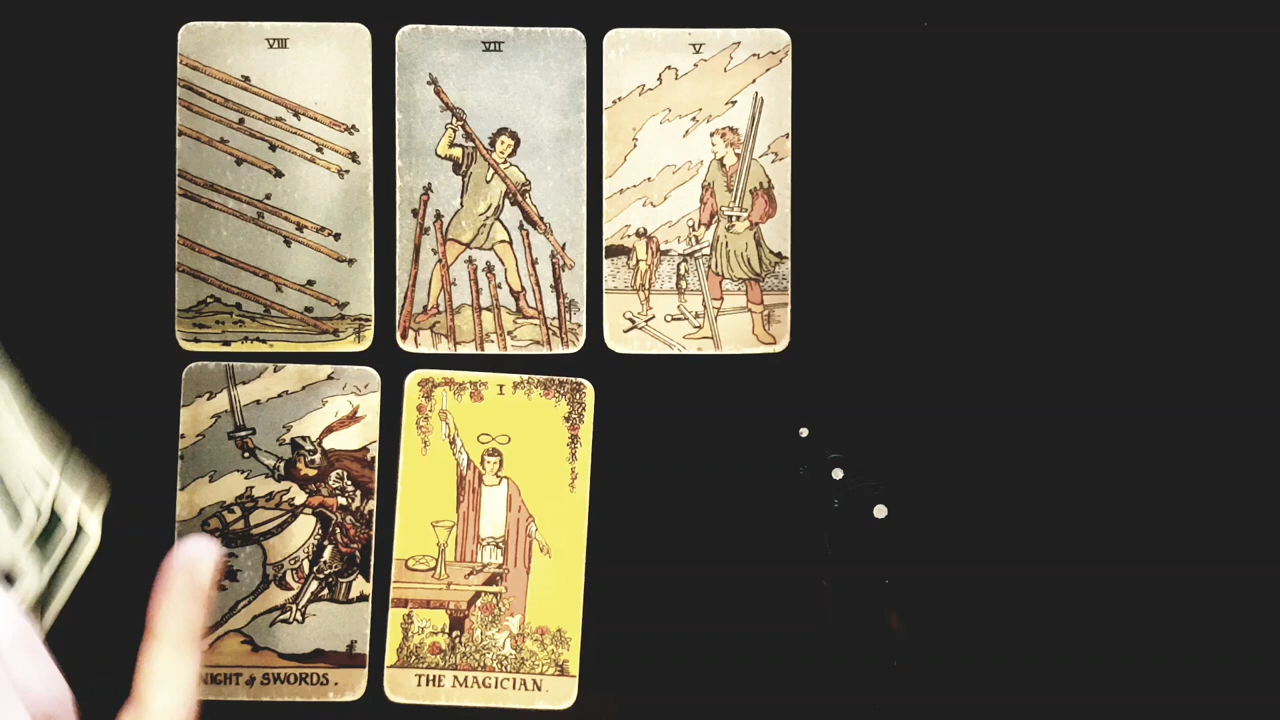 VIII
VII
V
NIGHT of SWORDS.
I
THE MAGICIAN.